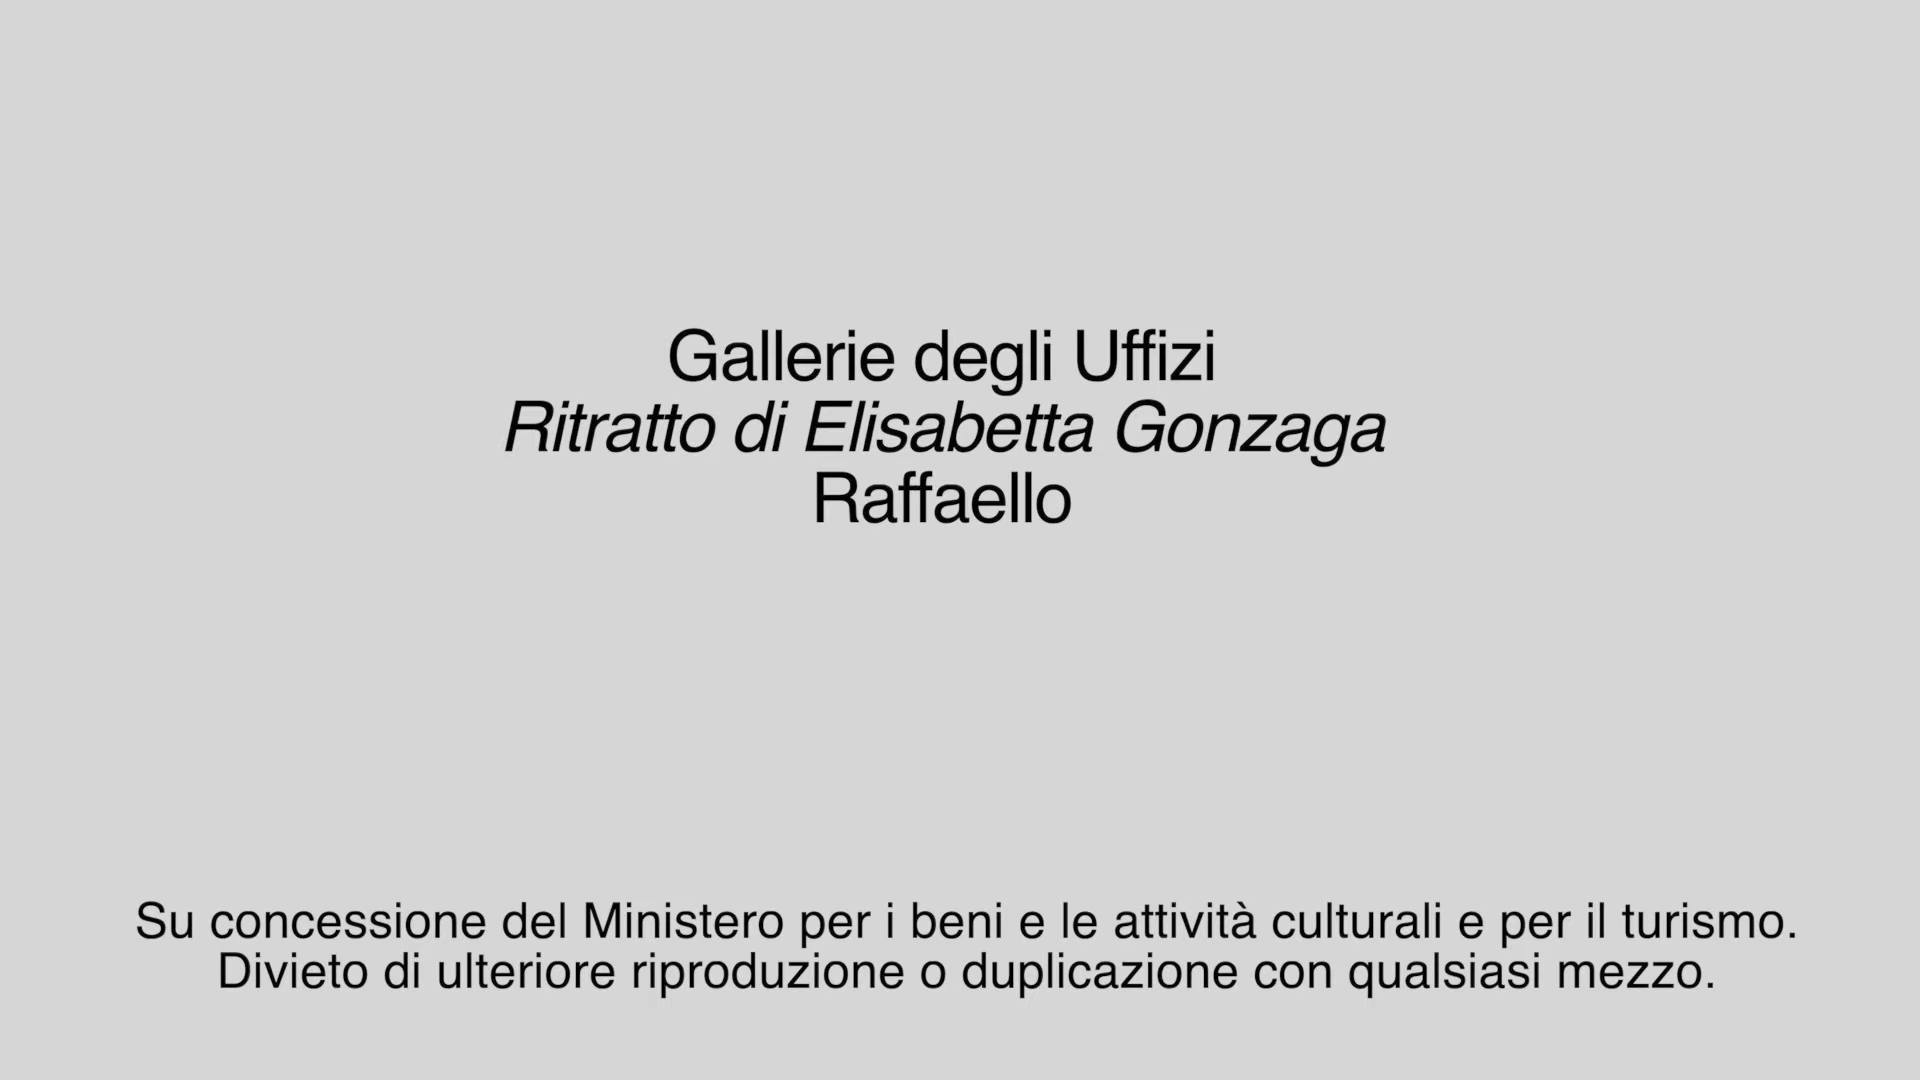 Gallerie degli Uffizi
Ritratto di Elisabetta Gonzaga
Raffaello
Su concessione del Ministero per i beni e le attività culturali e per il turismo.
Divieto di ulteriore riproduzione o duplicazione con qualsiasi mezzo.